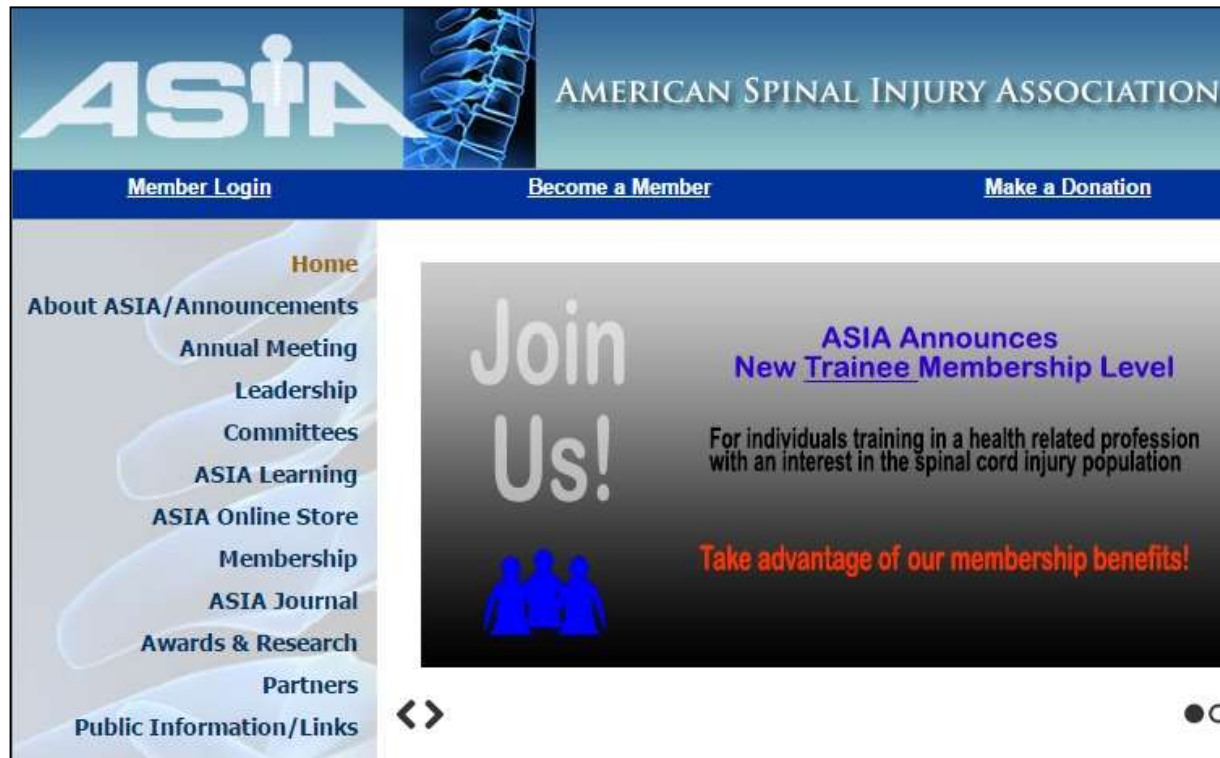 ASIA
AMERICAN SPINAL INJURY ASSOCIATION
Member Login
Become a Member
Make a Donation
Home
About ASIA/Announcements
Annual Meeting
Leadership
Committees
ASIA Learning
ASIA Online Store
Membership
ASIA Journal
Awards & Research
Partners
Public Information/Links
Join
Us!
ASIA Announces
New Trainee Membership Level
For individuals training in a health related profession
with an interest in the spinal cord injury population
Take advantage of our membership benefits!